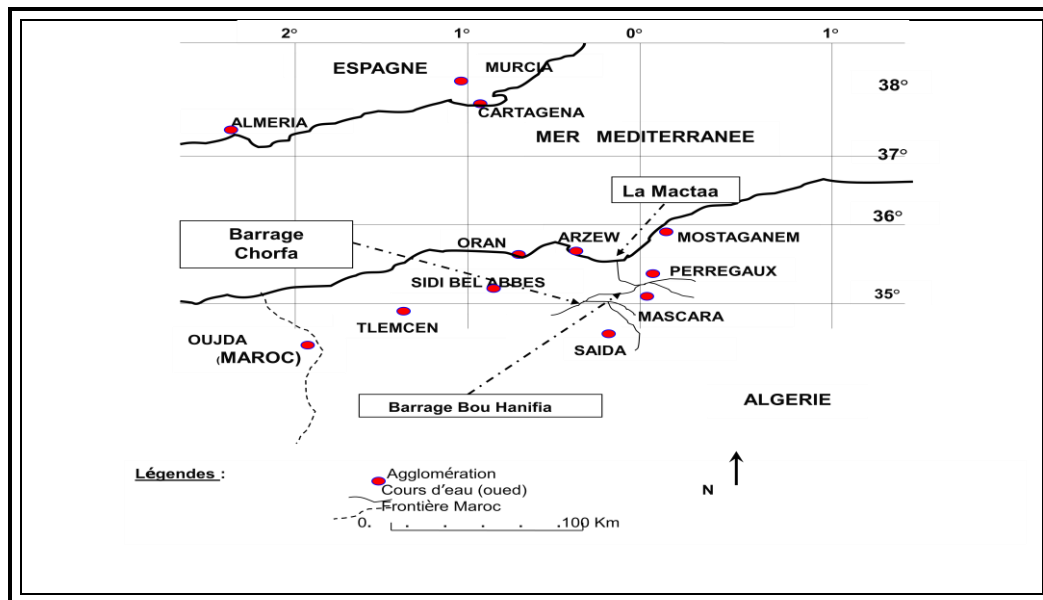 2° 1° 0° 1°
ESPAGNE MURCIA
38°
CARTAGENA
ALMERIA
MER MEDITERRANEE
37°
La Mactaa
36°
Barrage
Chorfa
ORAN ARZEW MOSTAGANEM
PERREGAUX
SIDI BEL ABBES
35°
MASCARA
TLEMCEN
OUJDA
(MAROC)
SAIDA
Barrage Bou Hanifia
ALGERIE
Légendes :
Agglomération
Cours d'eau (oued)
Frontière Maroc
N
0. 100 Km